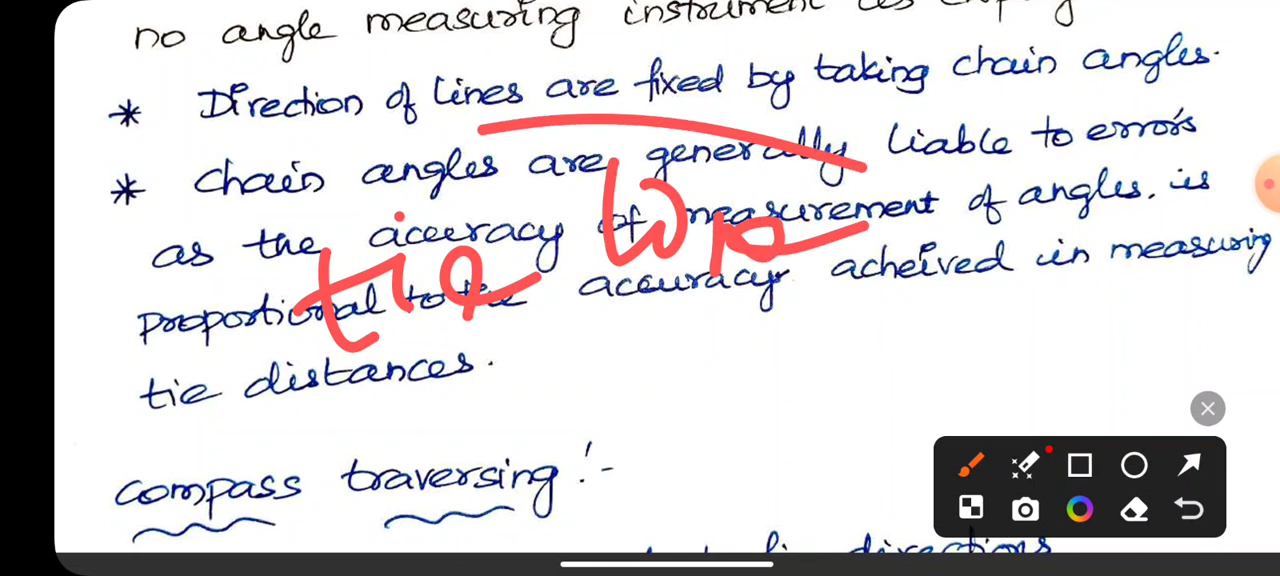 no angle measuring instrument is
* Direction of lines are fixed by taking chain angles.
* chain angles are generally liable to errors
as the accuracy of measurement of angles. is
proportional to the accuracy acheived in measuring
tie distances.
tie line
compass traversing :-
directions